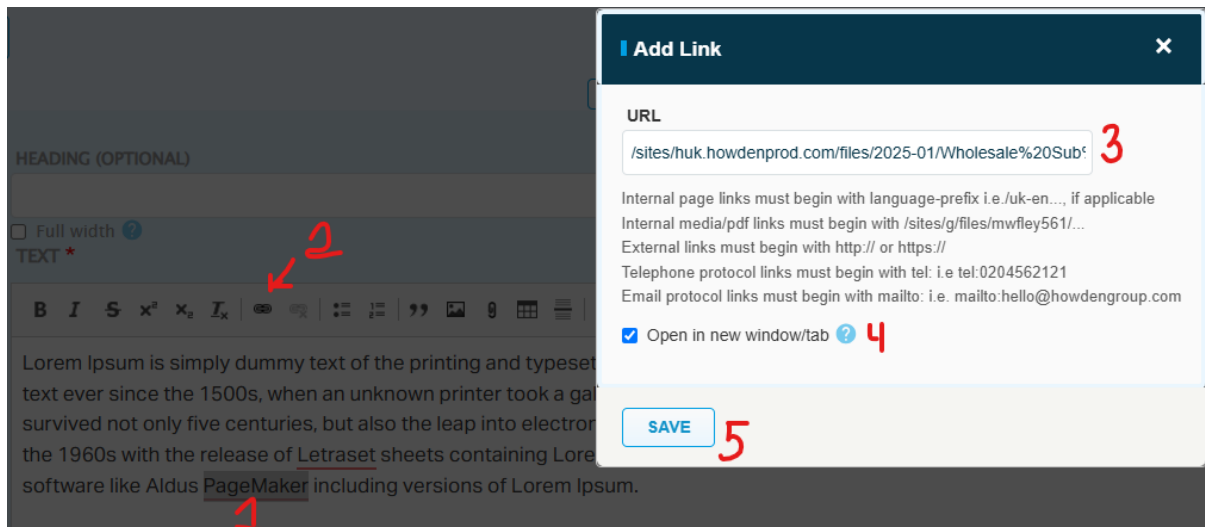 Add Link
URL
/sites/huk.howdenprod.com/files/2025-01/Wholesale%20Sub%
3
Internal page links must begin with language-prefix i.e./uk-en..., if applicable
Internal media/pdf links must begin with /sites/g/files/mwfley561/...
External links must begin with http:// or https://
Telephone protocol links must begin with tel: i.e tel:0204562121
Email protocol links must begin with mailto: i.e. mailto:hello@howdengroup.com
Open in new window/tab ? 4
SAVE
5
HEADING (OPTIONAL)
Full width ?
TEXT *
2
B I S x² x₂ Ix
Lorem Ipsum is simply dummy text of the printing and typeset
text ever since the 1500s, when an unknown printer took a gal
survived not only five centuries, but also the leap into electror
the 1960s with the release of Letraset sheets containing Lore
software like Aldus PageMaker including versions of Lorem Ipsum.
1